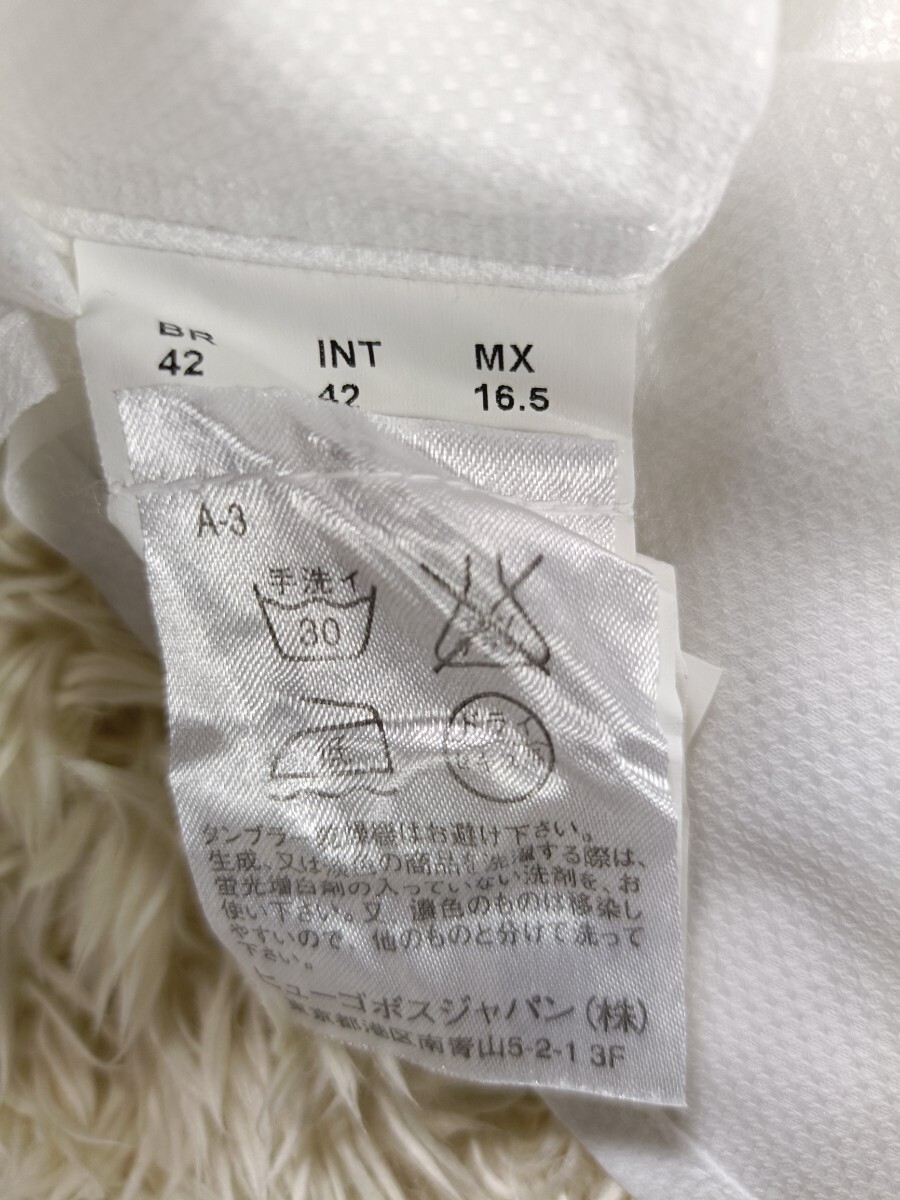 BR INT MX
42 42 16.5
A-3
手洗イ
30
低 ドライ
タンブラー乾燥機はお避け下さい。
生成、又は淡色の商品を洗濯する際は、
蛍光増白剤の入っていない洗剤を、お
使い下さい。又 濃色のものは移染し
やすいので 他のものと分けて洗って
下さい。
ヒューゴボスジャパン(株)
東京都港区南青山5-2-1 3F